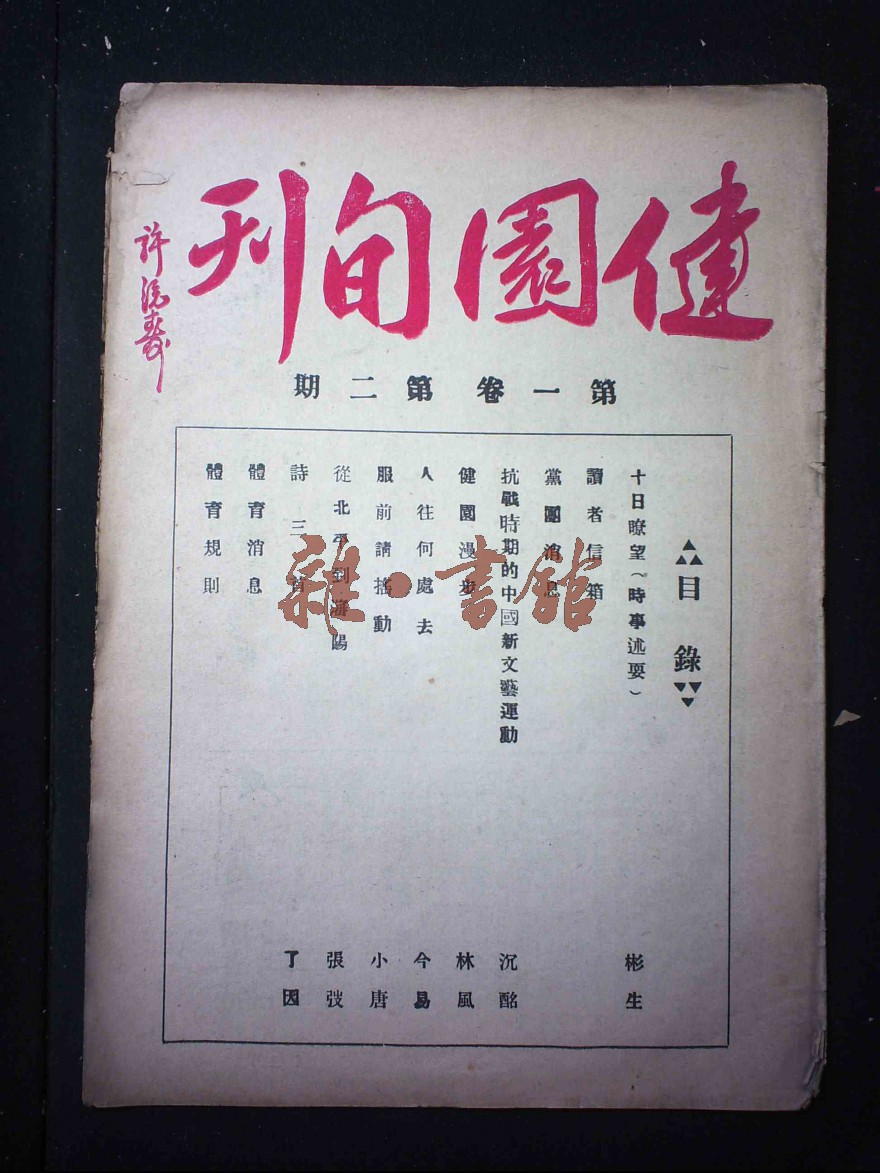 健園旬刊
許
第一卷 第二期
目錄
十日瞭望(時事述要) 彬生
讀者信箱
黨團消息
抗戰時期的中國新文藝運動 沉酩
健園漫步 林風
人往何處去 今易
服前請搖動 小唐
從北平到瀋陽 張弢
詩三首 了因
體育消息
體育規則
雜·書館